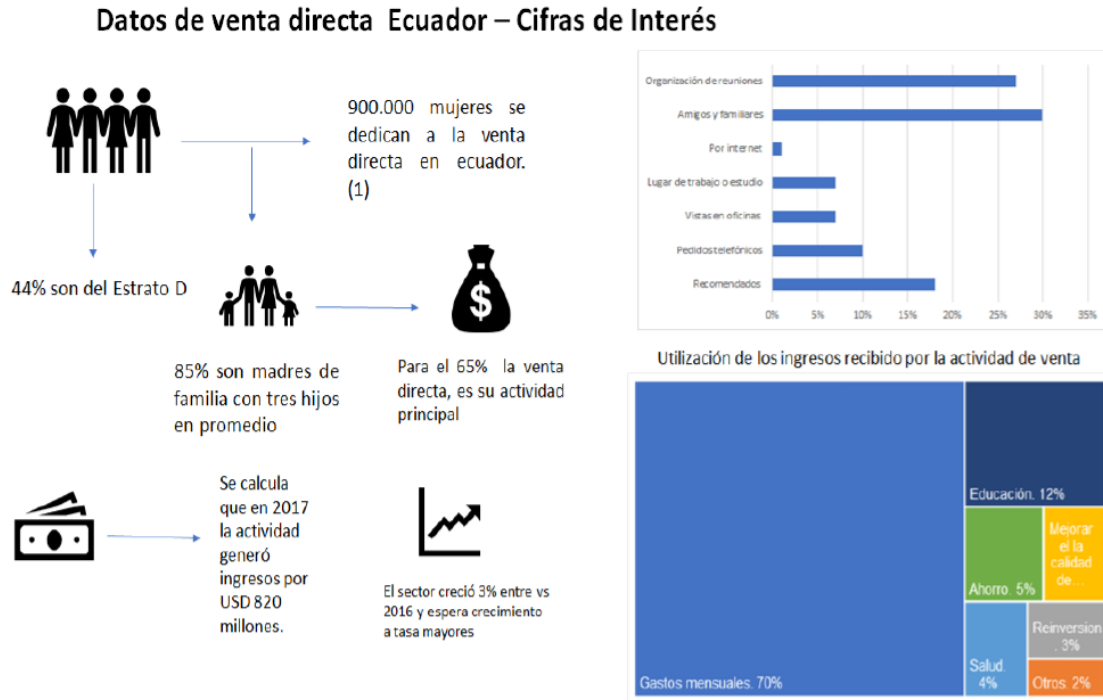 Datos de venta directa Ecuador – Cifras de Interés
900.000 mujeres se
dedican a la venta
directa en ecuador.
(1)
44% son del Estrato D
85% son madres de
familia con tres hijos
en promedio
$
Para el 65% la venta
directa, es su actividad
principal
Se calcula
que en 2017
la actividad
generó
ingresos por
USD 820
millones.
El sector creció 3% entre vs
2016 y espera crecimiento
a tasa mayores
Organización de reuniones
Amigos y familiares
Por internet
Lugar de trabajo o estudio
Vistas en oficinas
Pedidos telefónicos
Recomendados
0% 5% 10% 15% 20% 25% 30% 35%
Utilización de los ingresos recibido por la actividad de venta
Gastos mensuales. 70%
Educación. 12%
Ahorro. 5%
Mejorar
el la
calidad
de...
Salud.
4%
Reinversion
. 3%
Otros. 2%